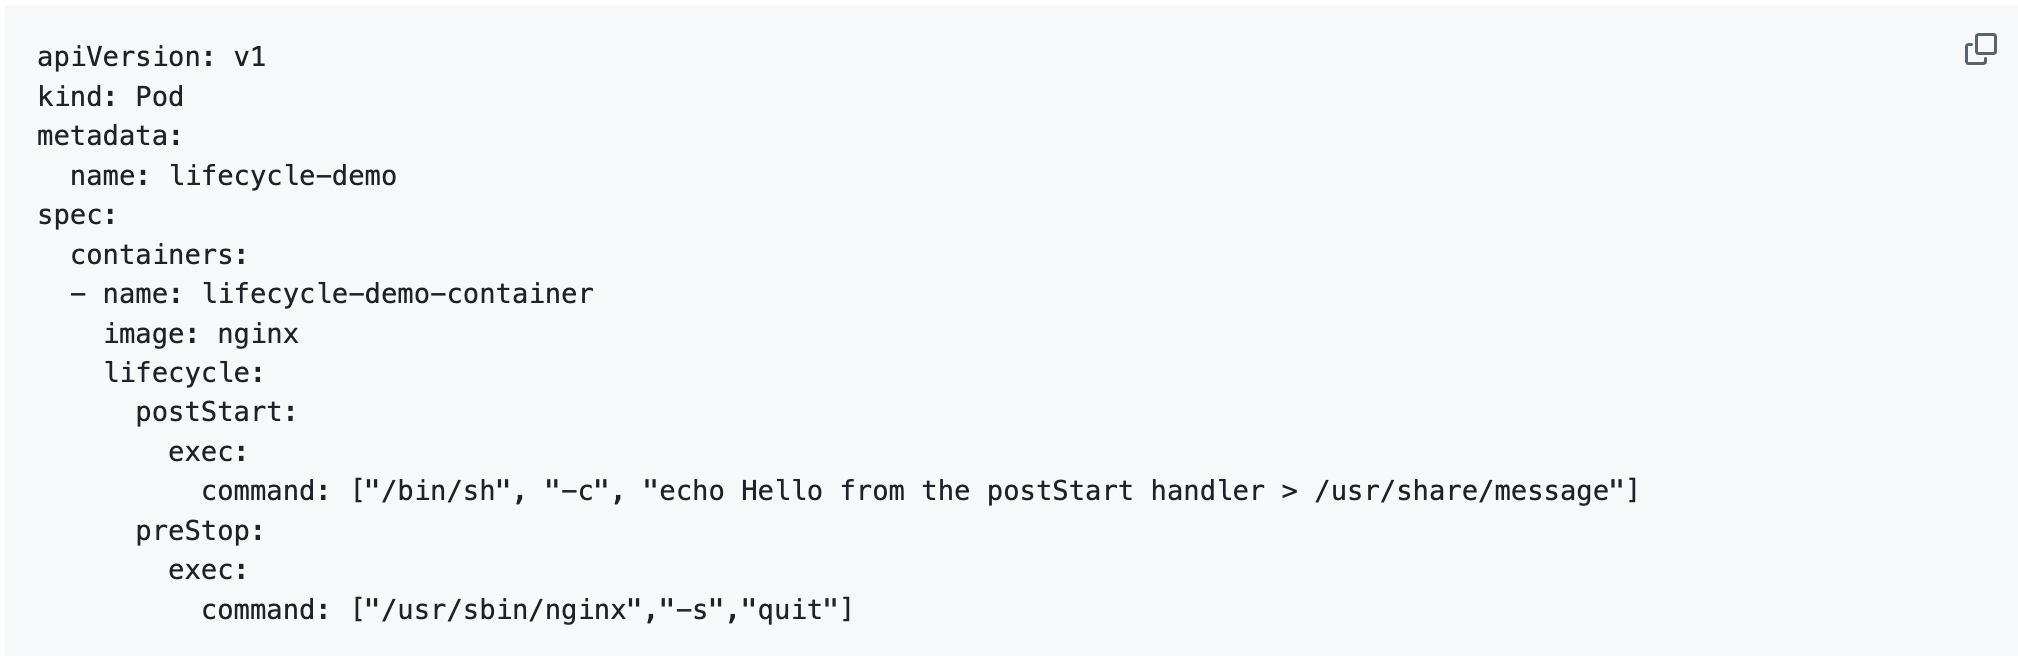 apiVersion: v1
kind: Pod
metadata:
  name: lifecycle-demo
spec:
  containers:
  - name: lifecycle-demo-container
    image: nginx
    lifecycle:
      postStart:
        exec:
          command: ["/bin/sh", "-c", "echo Hello from the postStart handler > /usr/share/message"]
      preStop:
        exec:
          command: ["/usr/sbin/nginx","-s","quit"]